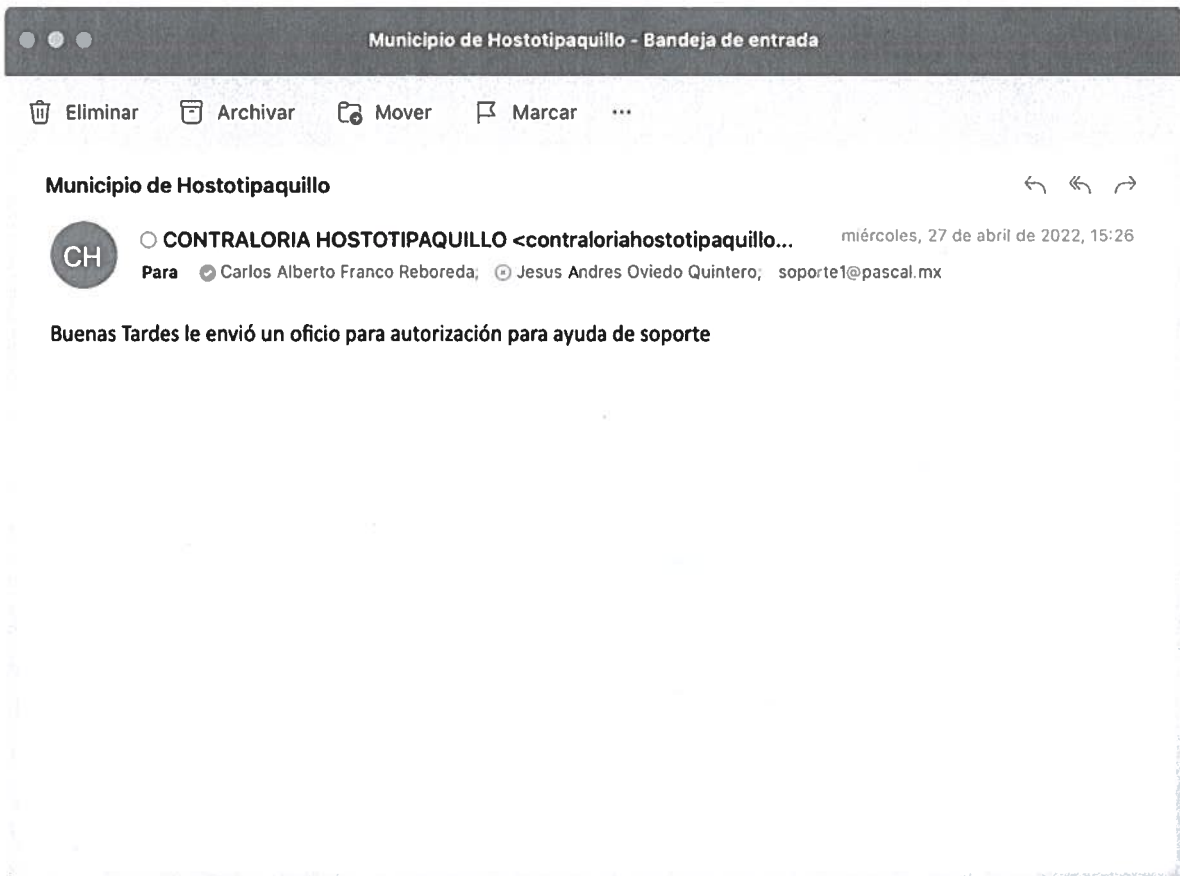 Municipio de Hostotipaquillo - Bandeja de entrada
Eliminar Archivar Mover Marcar ...
Municipio de Hostotipaquillo
CH
CONTRALORIA HOSTOTIPAQUILLO <contraloriahostotipaquillo... miércoles, 27 de abril de 2022, 15:26
Para Carlos Alberto Franco Reboreda; Jesus Andres Oviedo Quintero; soporte1@pascal.mx
Buenas Tardes le envió un oficio para autorización para ayuda de soporte